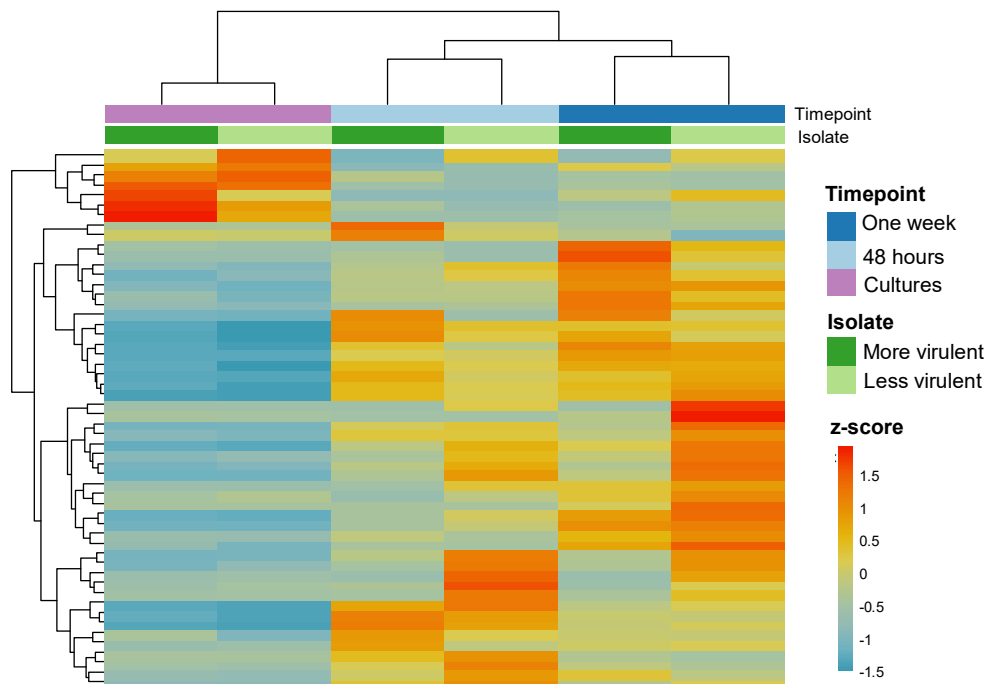 Timepoint
Isolate
Timepoint
One week
48 hours
Cultures
Isolate
More virulent
Less virulent
z-score
1.5
1
0.5
0
-0.5
-1
-1.5